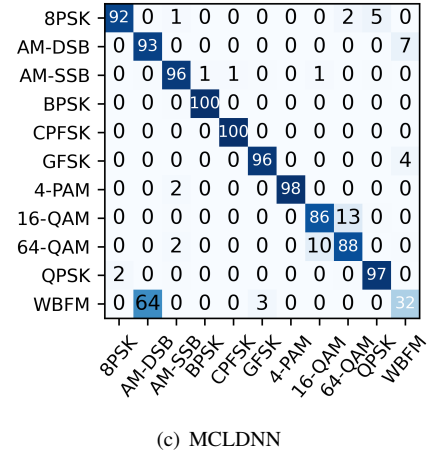 8PSK 92 0 1 0 0 0 0 0 2 5 0
AM-DSB 0 93 0 0 0 0 0 0 0 0 7
AM-SSB 0 0 96 1 1 0 0 1 0 0 0
BPSK 0 0 0 100 0 0 0 0 0 0 0
CPFSK 0 0 0 0 100 0 0 0 0 0 0
GFSK 0 0 0 0 0 96 0 0 0 0 4
4-PAM 0 0 2 0 0 0 98 0 0 0 0
16-QAM 0 0 0 0 0 0 0 86 13 0 0
64-QAM 0 0 2 0 0 0 0 10 88 0 0
QPSK 2 0 0 0 0 0 0 0 0 97 0
WBFM 0 64 0 0 0 3 0 0 0 0 32
8PSK AM-DSB AM-SSB BPSK CPFSK GFSK 4-PAM 16-QAM 64-QAM QPSK WBFM
(c) MCLDNN